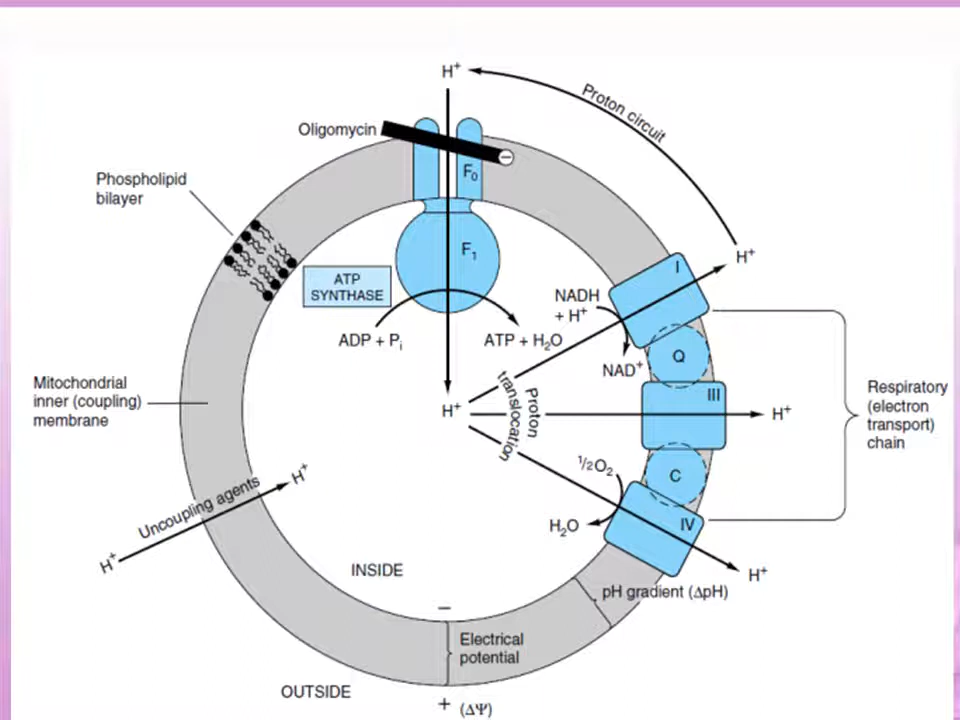 H⁺
Proton circuit
Oligomycin
−
F₀
Phospholipid
bilayer
F₁
H⁺
I
ATP
SYNTHASE
NADH
+ H⁺
ADP + Pᵢ
ATP + H₂O
NAD⁺
Q
Mitochondrial
inner (coupling)
membrane
Respiratory
(electron
transport)
chain
III
H⁺
Proton
translocation
H⁺
½O₂
C
H⁺
Uncoupling agents
H⁺
H₂O
IV
H⁺
INSIDE
pH gradient (ΔpH)
−
Electrical
potential
OUTSIDE
+ (ΔΨ)